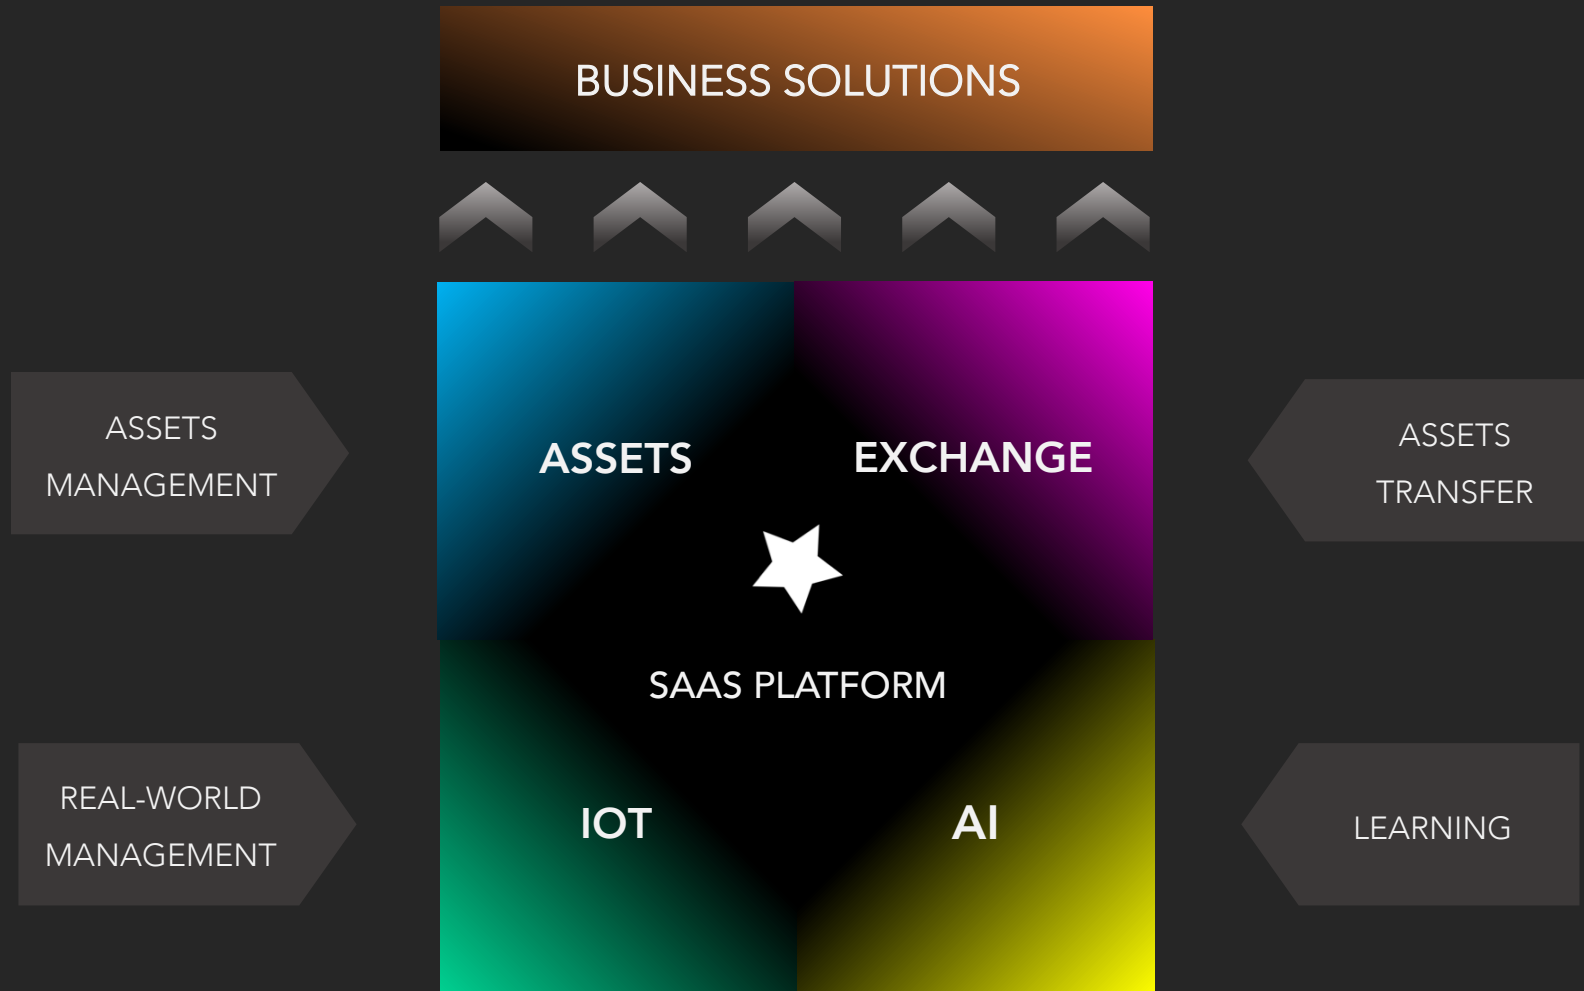 BUSINESS SOLUTIONS
ASSETS
MANAGEMENT
ASSETS
EXCHANGE
ASSETS
TRANSFER
SAAS PLATFORM
REAL-WORLD
MANAGEMENT
IOT
AI
LEARNING